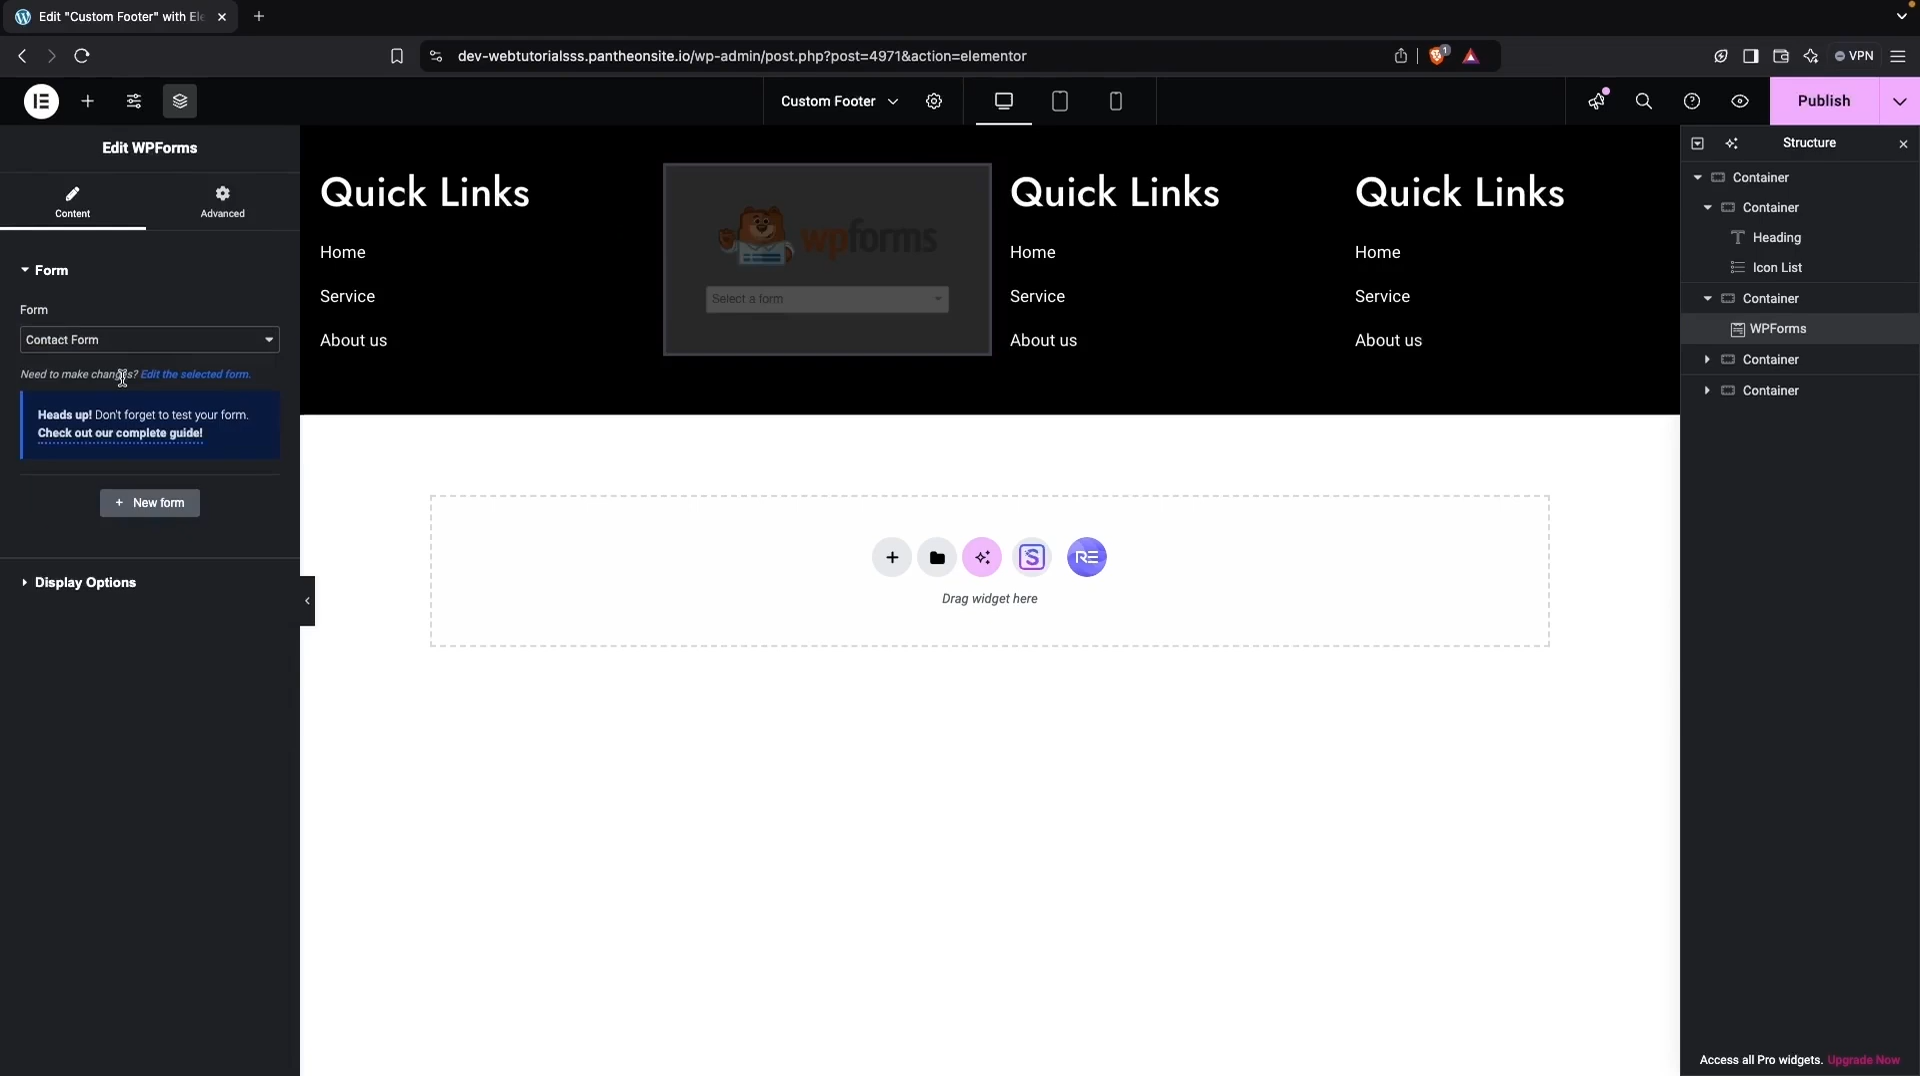 Edit "Custom Footer" with Ele
dev-webtutorialsss.pantheonsite.io/wp-admin/post.php?post=4971&action=elementor
1
VPN
Custom Footer
Publish
Edit WPForms
Content
Advanced
Form
Form
Contact Form
Need to make changes? Edit the selected form.
Heads up! Don't forget to test your form.
Check out our complete guide!
+ New form
Display Options
Quick Links
Home
Service
About us
wpforms
Select a form
Quick Links
Home
Service
About us
Quick Links
Home
Service
About us
S
RE
Drag widget here
Structure
Container
Container
Heading
Icon List
Container
WPForms
Container
Container
Access all Pro widgets. Upgrade Now